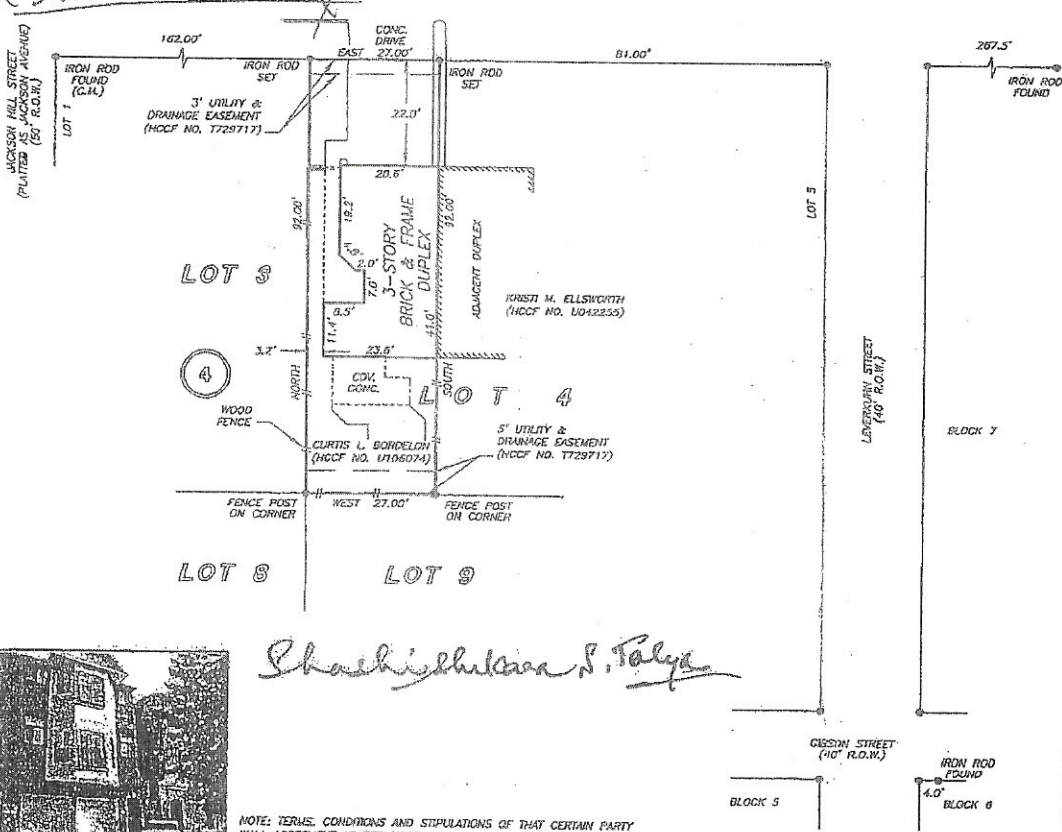 162.00'
CONC.
DRIVE
EAST 27.00'
81.00'
267.5'
JACKSON HILL STREET
(PLATTED AS JACKSON AVENUE)
(50' R.O.W.)
LOT 1
IRON ROD
FOUND
(C.M.)
IRON ROD
SET
IRON ROD
SET
IRON ROD
FOUND
3' UTILITY &
DRAINAGE EASEMENT
(HCCF NO. T729717)
22.0'
20.6'
92.00'
19.2'
2.0'
7.0'
8.5'
11.4'
3-STORY
BRICK & FRAME
DUPLEX
41.0'
92.00'
ADJACENT DUPLEX
LOT 5
LOT 3
KRISTI M. ELLSWORTH
(HCCF NO. U042255)
3.2'
23.6'
4
NORTH
SOUTH
COV.
CONC.
LOT 4
LEVERKUHN STREET
(40' R.O.W.)
BLOCK 7
WOOD
FENCE
CURTIS L. BORDELON
(HCCF NO. U106074)
5' UTILITY &
DRAINAGE EASEMENT
(HCCF NO. T729717)
FENCE POST
ON CORNER
WEST 27.00'
FENCE POST
ON CORNER
LOT 8
LOT 9
GIBSON STREET
(40' R.O.W.)
IRON ROD
FOUND
4.0'
BLOCK 5
BLOCK 6
NOTE: TERMS, CONDITIONS AND STIPULATIONS OF THAT CERTAIN PARTY